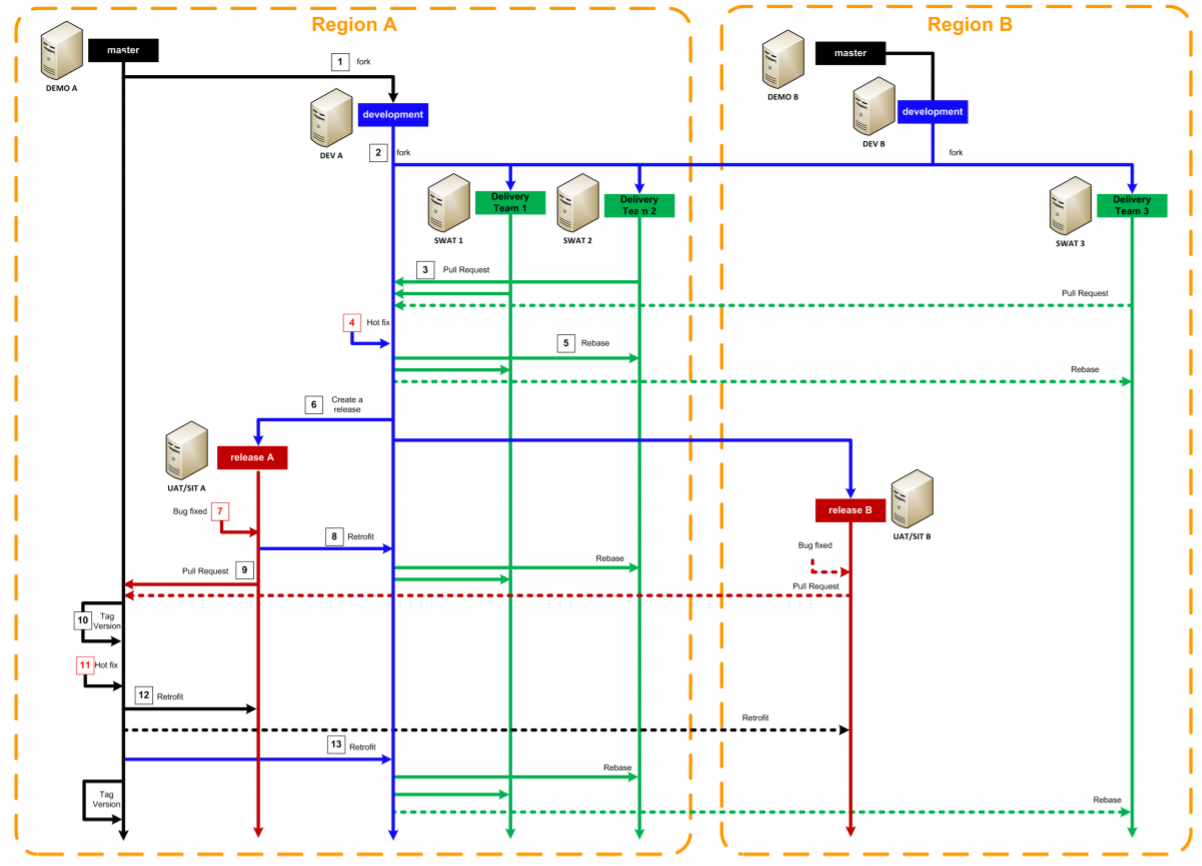 Region A
Region B
master
DEMO A
1
fork
master
DEMO B
development
DEV A
development
DEV B
2
fork
fork
Delivery
Team 1
SWAT 1
Delivery
Team 2
SWAT 2
Delivery
Team 3
SWAT 3
3
Pull Request
Pull Request
4
Hot fix
5
Rebase
Rebase
6
Create a
release
release A
UAT/SIT A
release B
UAT/SIT B
Bug fixed
7
8
Retrofit
Bug fixed
Rebase
Pull Request
9
Pull Request
10
Tag
Version
11
Hot fix
12
Retrofit
Retrofit
13
Retrofit
Rebase
Tag
Version
Rebase